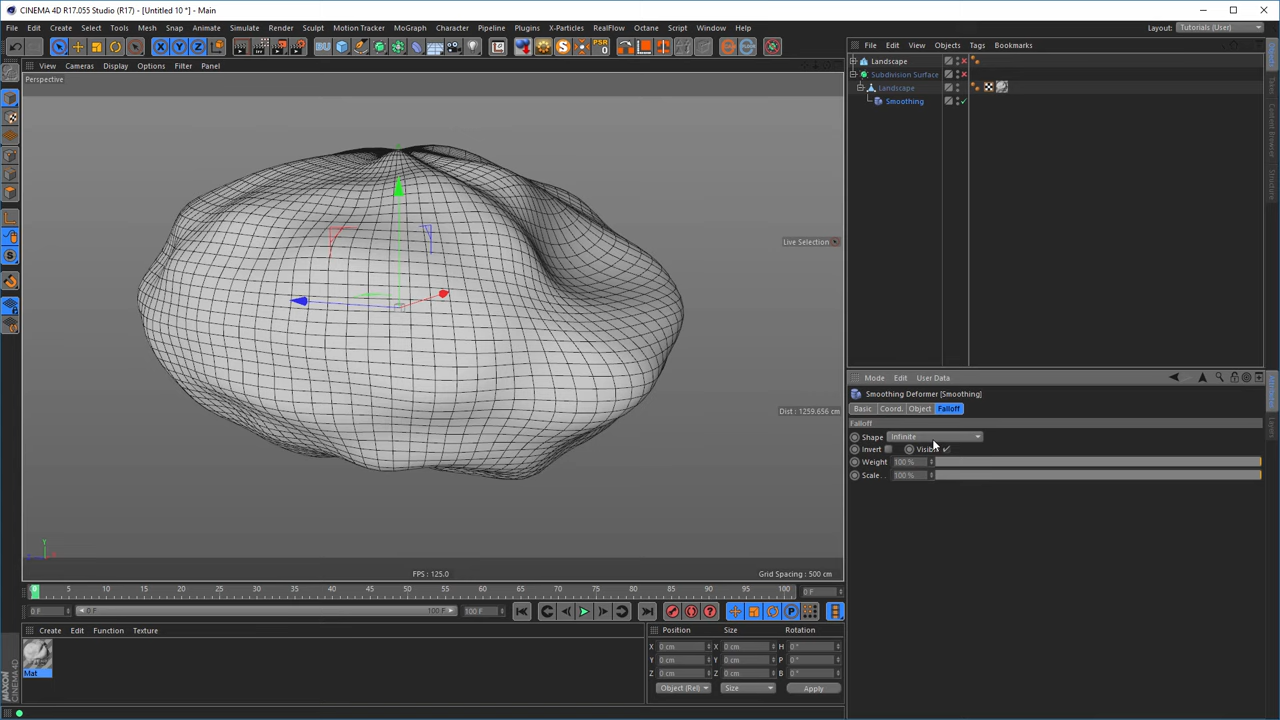 CINEMA 4D R17.055 Studio (R17) - [Untitled 10 *] - Main
File Edit Create Select Tools Mesh Snap Animate Simulate Render Sculpt Motion Tracker MoGraph Character Pipeline Plugins X-Particles RealFlow Octane Script Window Help
Layout: Tutorials (User)
View Cameras Display Options Filter Panel
Perspective
File Edit View Objects Tags Bookmarks
Landscape
Subdivision Surface
Landscape
Smoothing
Live Selection
Dist : 1259.656 cm
FPS : 125.0
Grid Spacing : 500 cm
Mode Edit User Data
Smoothing Deformer [Smoothing]
Basic Coord. Object Falloff
Falloff
Shape Infinite
Invert Visib
Weight 100 %
Scale . . 100 %
0 5 10 15 20 25 30 35 40 45 50 55 60 65 70 75 80 85 90 95 100 0 F
0 F 0 F 100 F 100 F
Create Edit Function Texture
Mat
Position Size Rotation
X 0 cm X 0 cm H 0 °
Y 0 cm Y 0 cm P 0 °
Z 0 cm Z 0 cm B 0 °
Object (Rel) Size Apply
MAXON CINEMA 4D